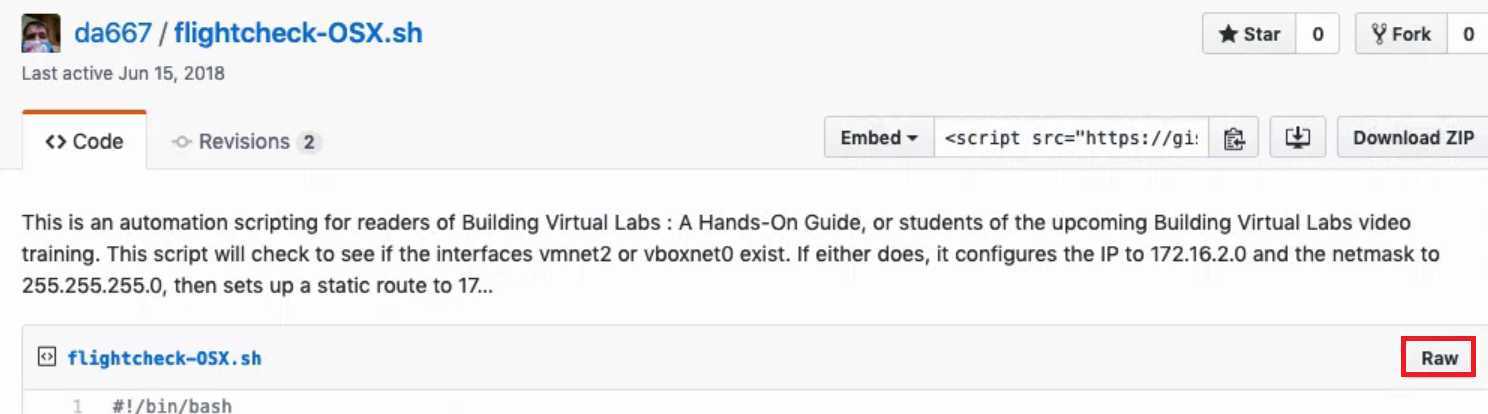 da667 / flightcheck-OSX.sh
Star 0 Fork 0
Last active Jun 15, 2018
Code Revisions 2 Embed <script src="https://gis Download ZIP
This is an automation scripting for readers of Building Virtual Labs : A Hands-On Guide, or students of the upcoming Building Virtual Labs video
training. This script will check to see if the interfaces vmnet2 or vboxnet0 exist. If either does, it configures the IP to 172.16.2.0 and the netmask to
255.255.255.0, then sets up a static route to 17...
flightcheck-OSX.sh Raw
1 #!/bin/bash